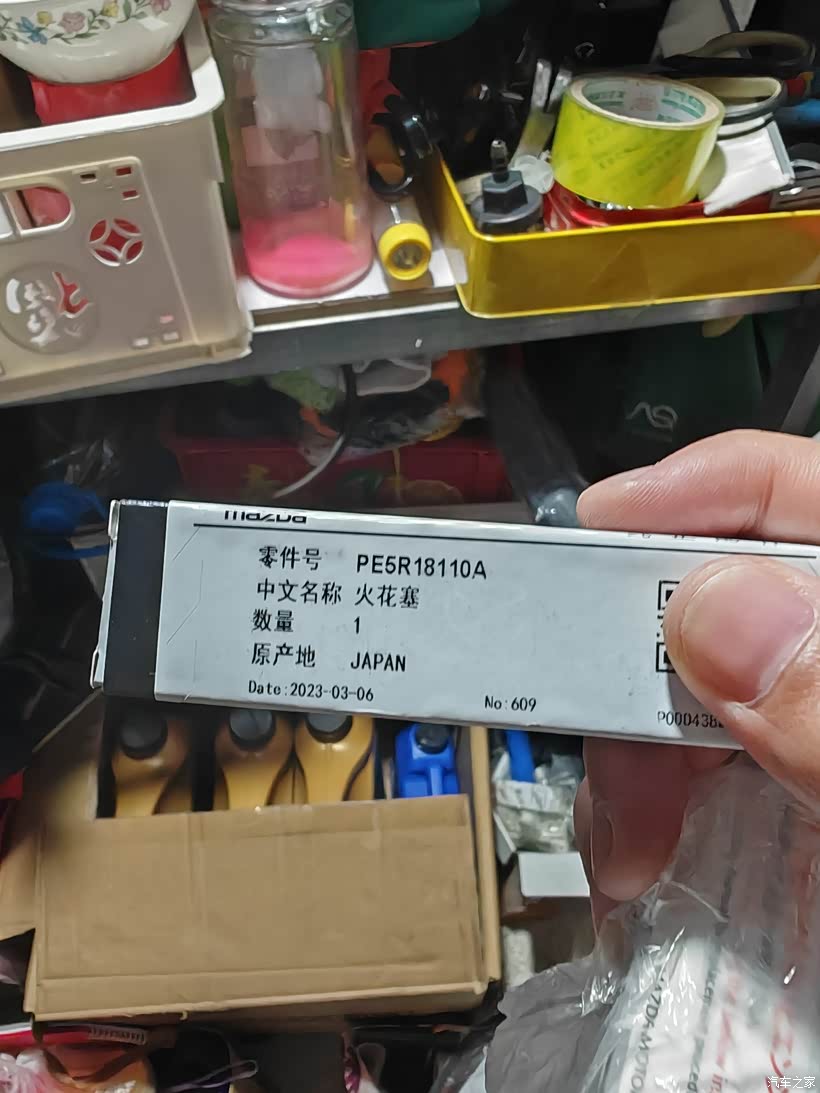 mazda
零件号 PE5R18110A
中文名称 火花塞
数量 1
原产地 JAPAN
Date:2023-03-06 No:609
汽车之家